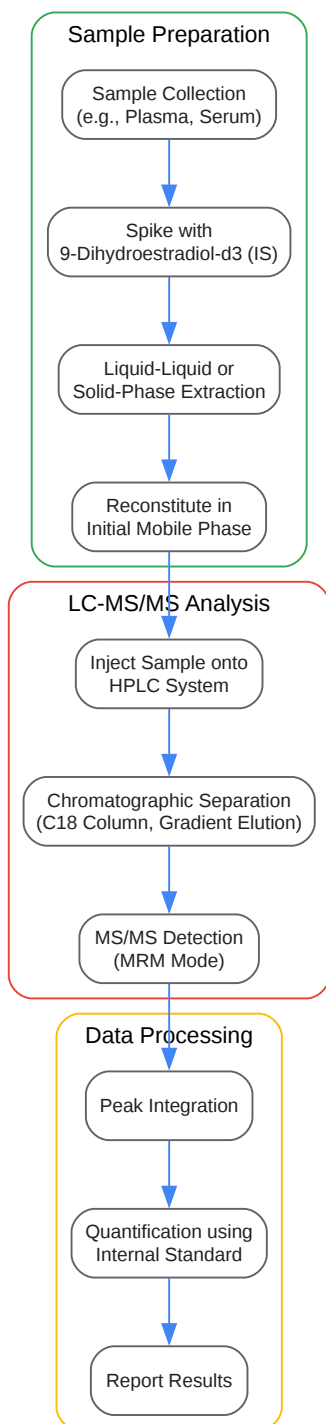 Sample Preparation
Sample Collection
(e.g., Plasma, Serum)
Spike with
9-Dihydroestradiol-d3 (IS)
Liquid-Liquid or
Solid-Phase Extraction
Reconstitute in
Initial Mobile Phase
LC-MS/MS Analysis
Inject Sample onto
HPLC System
Chromatographic Separation
(C18 Column, Gradient Elution)
MS/MS Detection
(MRM Mode)
Data Processing
Peak Integration
Quantification using
Internal Standard
Report Results